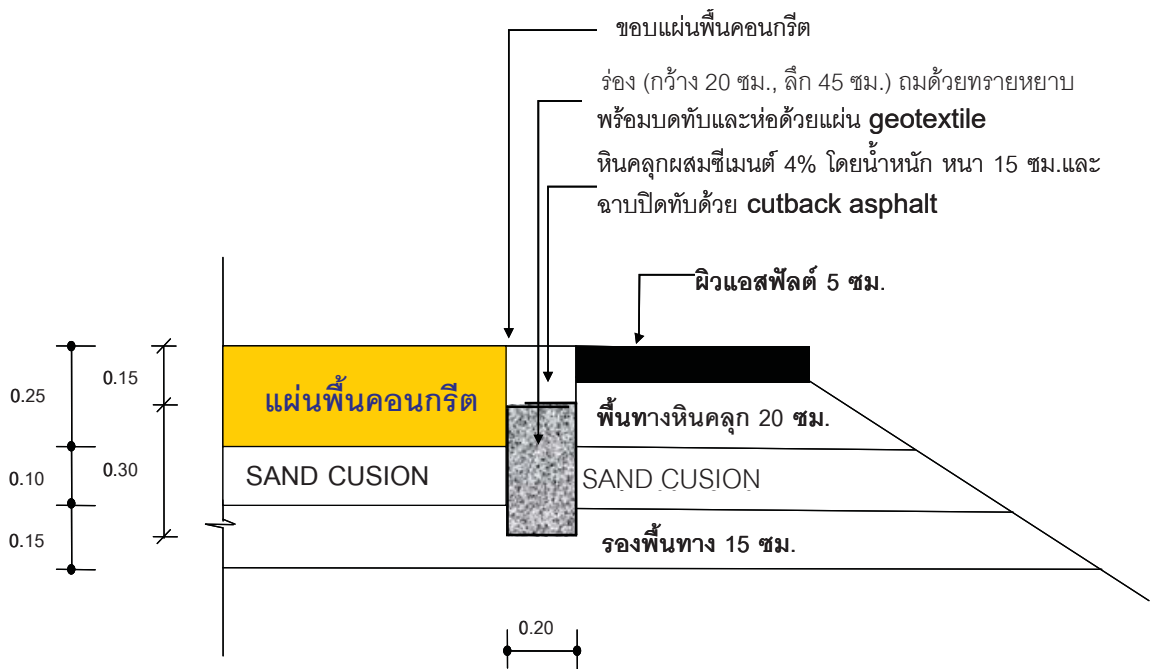 ขอบแผ่นพื้นคอนกรีต
ร่อง (กว้าง 20 ซม., ลึก 45 ซม.) ถมด้วยทรายหยาบ
พร้อมบดทับและห่อด้วยแผ่น geotextile
หินคลุกผสมซีเมนต์ 4% โดยน้ำหนัก หนา 15 ซม.และ
ฉาบปิดทับด้วย cutback asphalt
ผิวแอสฟัลต์ 5 ซม.
0.25
0.15
แผ่นพื้นคอนกรีต
พื้นทางหินคลุก 20 ซม.
0.10
0.30
SAND CUSION
SAND CUSION
0.15
รองพื้นทาง 15 ซม.
0.20